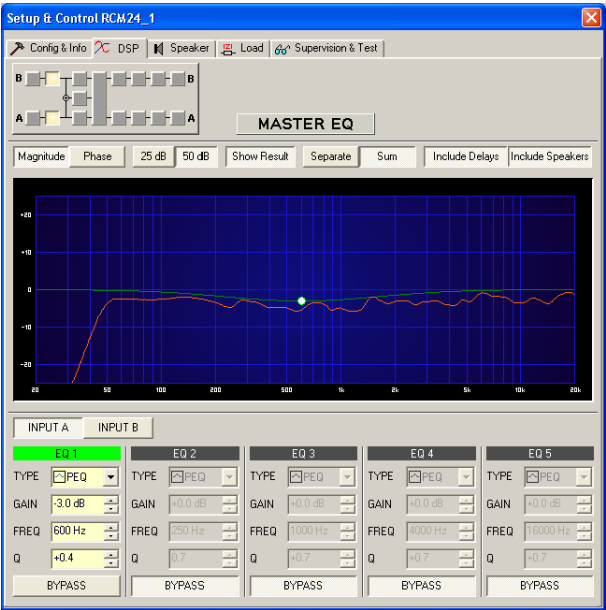 Setup & Control RCM24_1
Config & Info DSP Speaker Load Supervision & Test
B B
A A
MASTER EQ
Magnitude Phase 25 dB 50 dB Show Result Separate Sum Include Delays Include Speakers
+20
+10
0
-10
-20
20 50 100 200 500 1k 2k 5k 10k 20k
INPUT A INPUT B
EQ 1 EQ 2 EQ 3 EQ 4 EQ 5
TYPE PEQ TYPE PEQ TYPE PEQ TYPE PEQ TYPE PEQ
GAIN -3.0 dB GAIN +0.0 dB GAIN +0.0 dB GAIN +0.0 dB GAIN +0.0 dB
FREQ 600 Hz FREQ 250 Hz FREQ 1000 Hz FREQ 4000 Hz FREQ 16000 Hz
Q +0.4 Q 0.7 Q +0.7 Q +0.7 Q +0.7
BYPASS BYPASS BYPASS BYPASS BYPASS